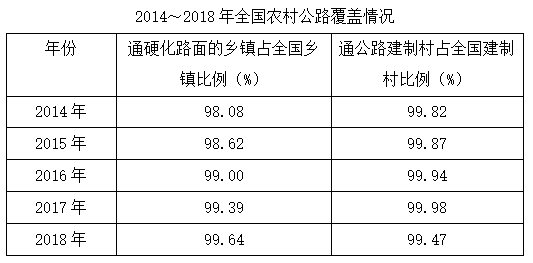 2014～2018 年全国农村公路覆盖情况
年份 通硬化路面的乡镇占全国乡镇比例（%） 通公路建制村占全国建制村比例（%）
2014 年 98.08 99.82
2015 年 98.62 99.87
2016 年 99.00 99.94
2017 年 99.39 99.98
2018 年 99.64 99.47